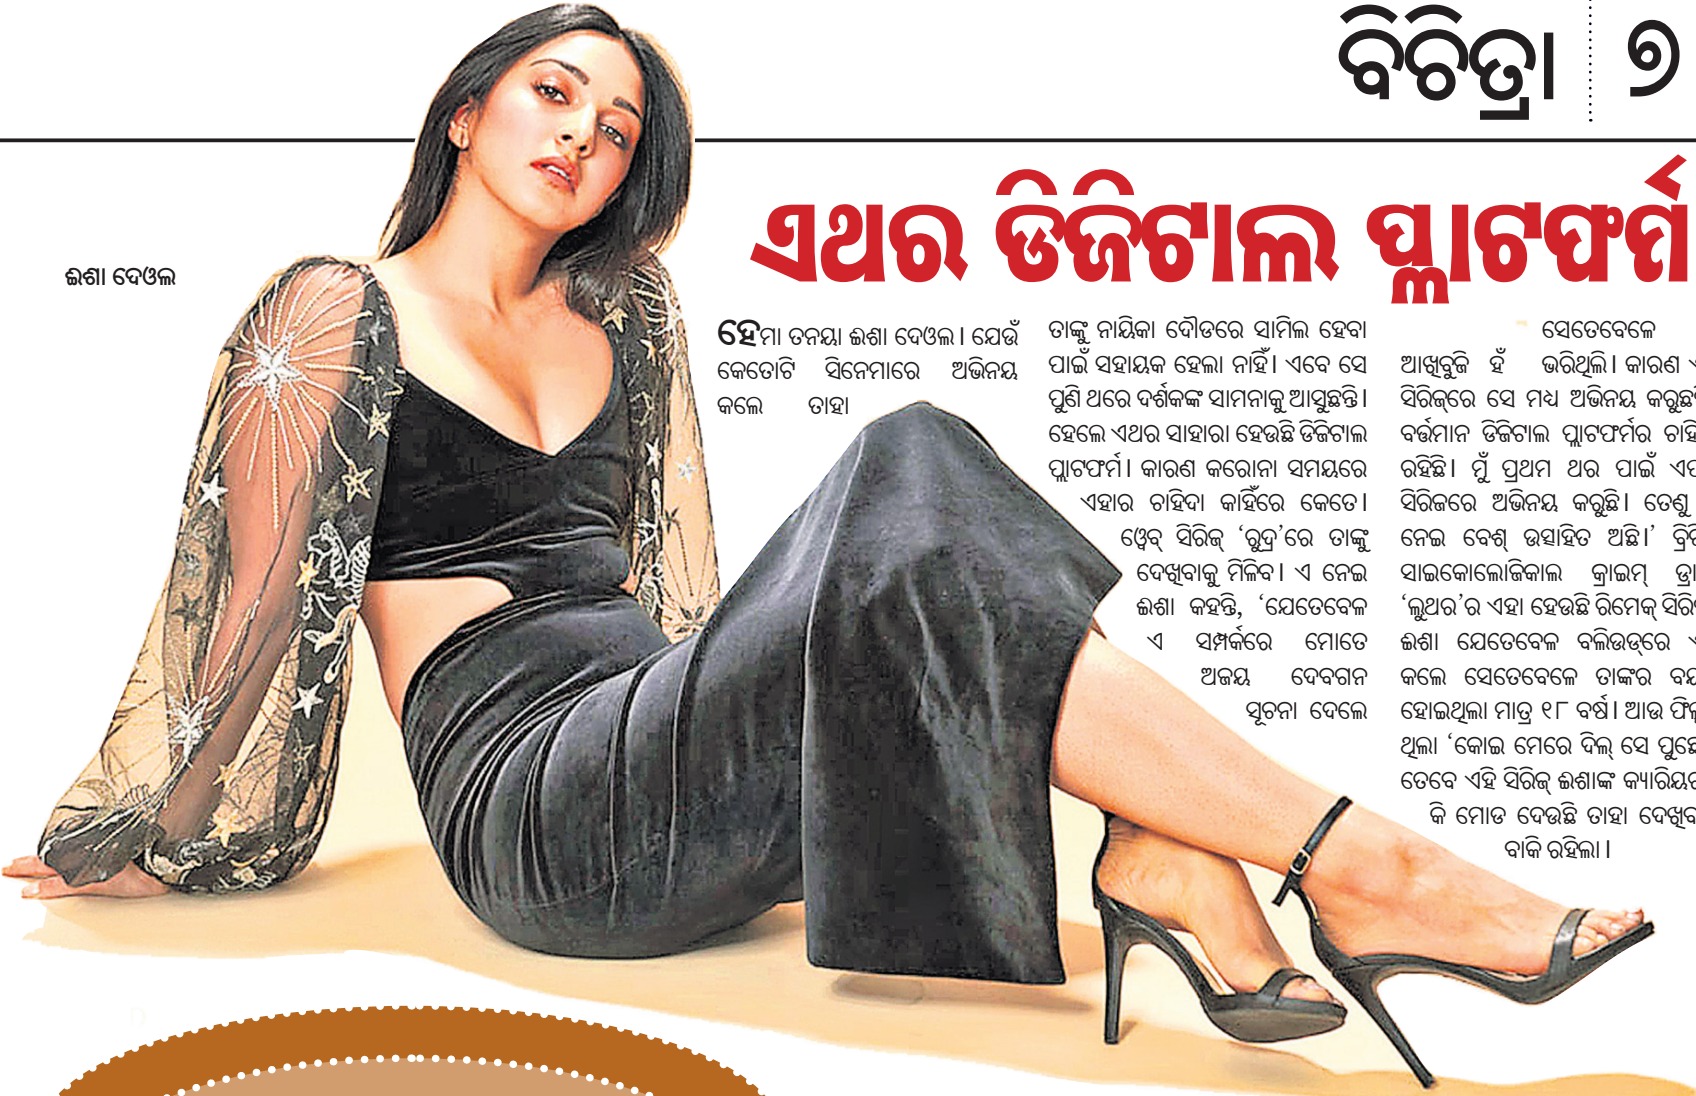 ବିଚିତ୍ରା
୭
ଏଥର ଡିଜିଟାଲ ପ୍ଲାଟଫର୍ମ
ଈଶା ଦେଓଲ
ହେମା ତନୟା ଈଶା ଦେଓଲ। ଯେଉଁ
କେତୋଟି ସିନେମାରେ ଅଭିନୟ
କଲେ ତାହା
ତାଙ୍କୁ ନାୟିକା ଦୌଡରେ ସାମିଲ ହେବା
ପାଇଁ ସହାୟକ ହେଲା ନାହିଁ। ଏବେ ସେ
ପୁଣି ଥରେ ଦର୍ଶକଙ୍କ ସାମନାକୁ ଆସୁଛନ୍ତି।
ହେଲେ ଏଥର ସାହାରା ହେଉଛି ଡିଜିଟାଲ
ପ୍ଲାଟଫର୍ମ। କାରଣ କରୋନା ସମୟରେ
ଏହାର ଚାହିଦା କାହିଁରେ କେତେ।
ୱେବ୍ ସିରିଜ୍ ‘ରୁଦ୍ର’ରେ ତାଙ୍କୁ
ଦେଖିବାକୁ ମିଳିବ। ଏ ନେଇ
ଈଶା କହନ୍ତି, ‘ଯେତେବେଳ
ଏ ସମ୍ପର୍କରେ ମୋତେ
ଅଜୟ ଦେବଗନ
ସୂଚନା ଦେଲେ
ସେତେବେଳେ
ଆଖିବୁଜି ହଁ ଭରିଥିଲି। କାରଣ
ସିରିଜ୍‌ରେ ସେ ମଧ୍ୟ ଅଭିନୟ
ବର୍ତ୍ତମାନ ଡିଜିଟାଲ ପ୍ଲାଟଫର୍ମର
ରହିଛି। ମୁଁ ପ୍ରଥମ ଥର ପାଇଁ
ସିରିଜରେ ଅଭିନୟ କରୁଛି। ତେଣୁ
ନେଇ ବେଶ୍ ଉତ୍ସାହିତ ଅଛି।’
ସାଇକୋଲୋଜିକାଲ କ୍ରାଇମ୍
‘ଲୁଥର’ର ଏହା ହେଉଛି ରିମେକ୍
ଈଶା ଯେତେବେଳ ବଲିଉଡ୍‌ରେ
କଲେ ସେତେବେଳେ ତାଙ୍କର
ହୋଇଥିଲା ମାତ୍ର ୧୮ ବର୍ଷ। ଆଉ
ଥିଲା ‘କୋଇ ମେରେ ଦିଲ୍ ସେ
ତେବେ ଏହି ସିରିଜ୍ ଈଶାଙ୍କ
କି ମୋଡ ଦେଉଛି ତାହା
ବାକି ରହିଲା।